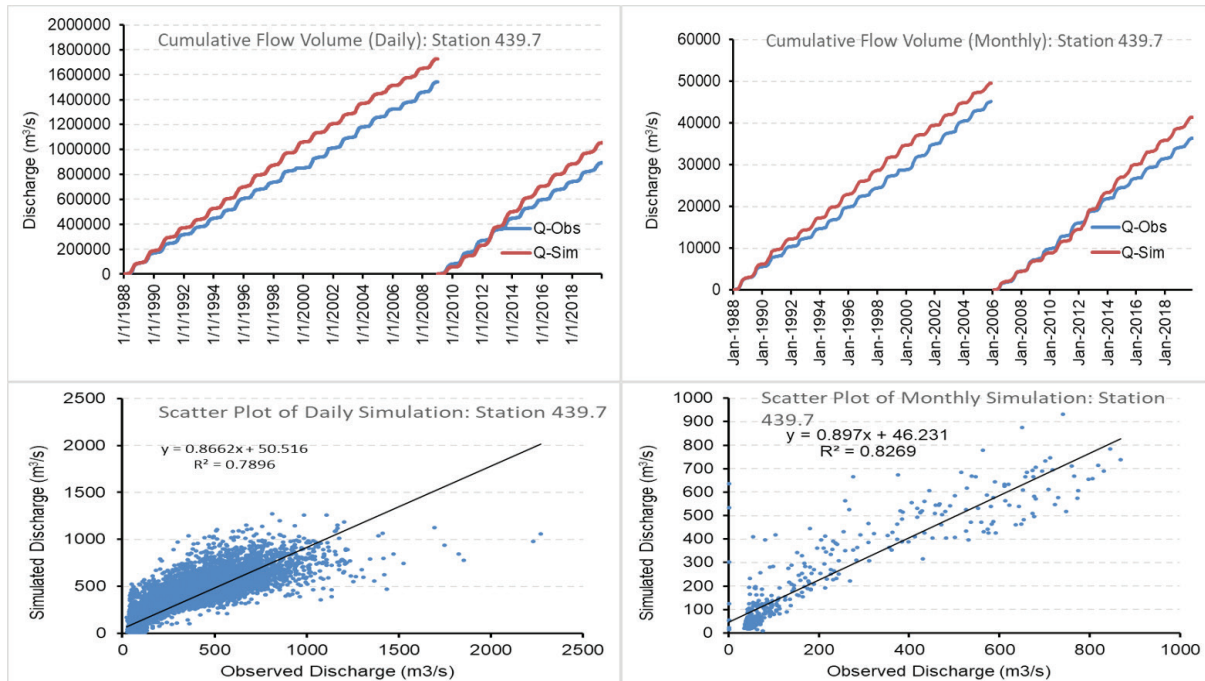 Cumulative Flow Volume (Daily): Station 439.7
Discharge (m³/s)
2000000
1800000
1600000
1400000
1200000
1000000
800000
600000
400000
200000
0
Q-Obs
Q-Sim
1/1/1988
1/1/1990
1/1/1992
1/1/1994
1/1/1996
1/1/1998
1/1/2000
1/1/2002
1/1/2004
1/1/2006
1/1/2008
1/1/2010
1/1/2012
1/1/2014
1/1/2016
1/1/2018
Cumulative Flow Volume (Monthly): Station 439.7
Discharge (m³/s)
60000
50000
40000
30000
20000
10000
0
Q-Obs
Q-Sim
Jan-1988
Jan-1990
Jan-1992
Jan-1994
Jan-1996
Jan-1998
Jan-2000
Jan-2002
Jan-2004
Jan-2006
Jan-2008
Jan-2010
Jan-2012
Jan-2014
Jan-2016
Jan-2018
Scatter Plot of Daily Simulation: Station 439.7
y = 0.8662x + 50.516
R² = 0.7896
Simulated Discharge (m³/s)
2500
2000
1500
1000
500
0
0 500 1000 1500 2000 2500
Observed Discharge (m3/s)
Scatter Plot of Monthly Simulation: Station
439.7
y = 0.897x + 46.231
R² = 0.8269
Simulated Discharge (m³/s)
1000
900
800
700
600
500
400
300
200
100
0
0 200 400 600 800 1000
Observed Discharge (m3/s)